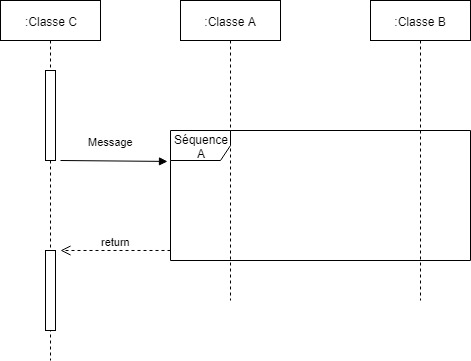 :Classe C
:Classe A
:Classe B
Message
Séquence
A
return